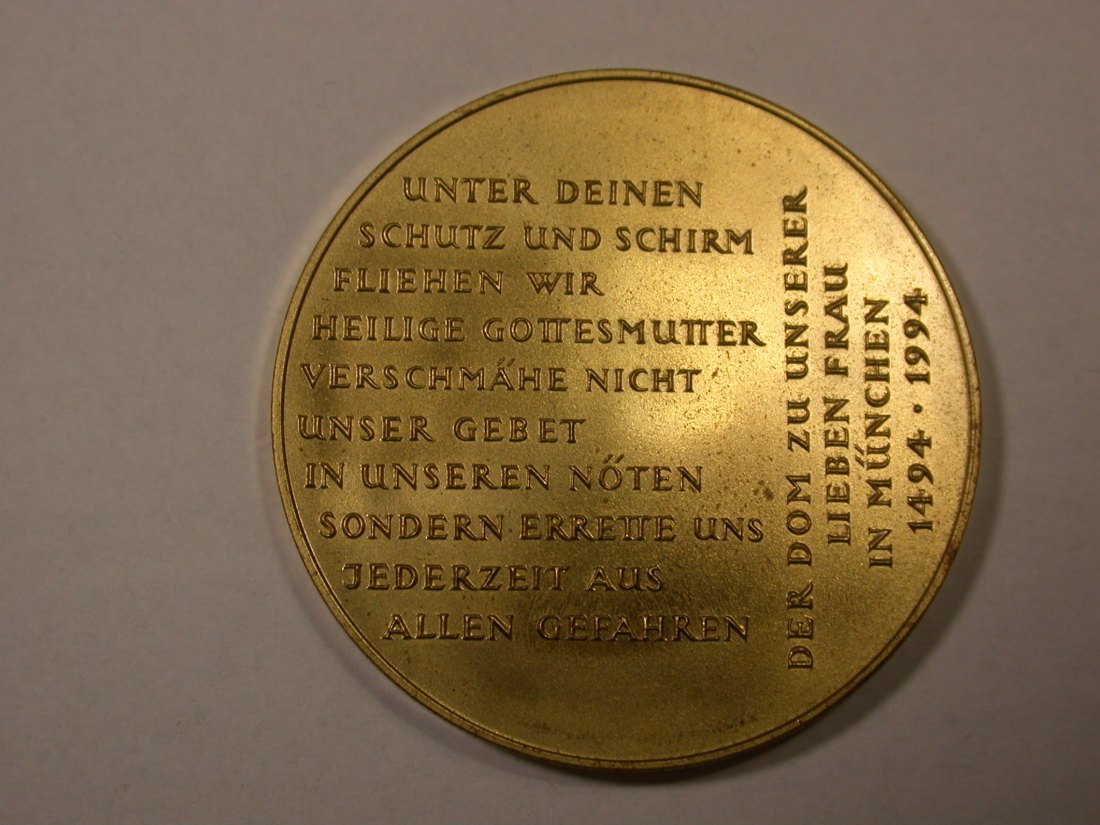 UNTER DEINEN
SCHUTZ UND SCHIRM
FLIEHEN WIR
HEILIGE GOTTESMUTTER
VERSCHMÄHE NICHT
UNSER GEBET
IN UNSEREN NÖTEN
SONDERN ERRETTE UNS
JEDERZEIT AUS
ALLEN GEFAHREN
DER DOM ZU UNSERER
LIEBEN FRAU
IN MÜNCHEN
1494 · 1994